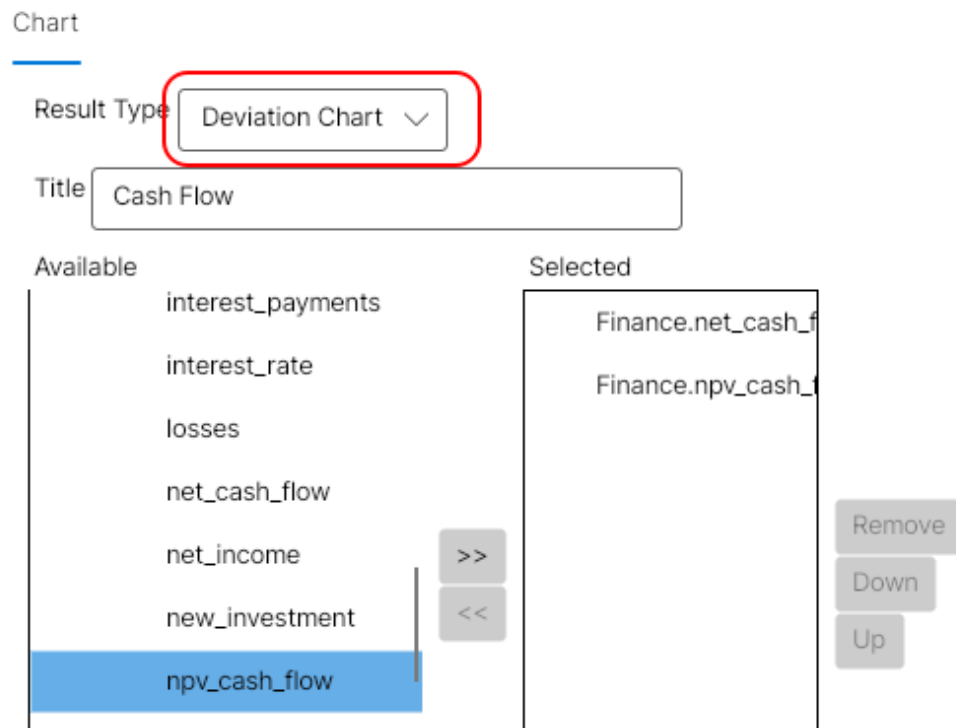 Chart
Result Type Deviation Chart
Title Cash Flow
Available Selected
interest_payments
interest_rate
losses
net_cash_flow
net_income
new_investment
npv_cash_flow
>>
<<
Finance.net_cash_f
Finance.npv_cash_f
Remove
Down
Up